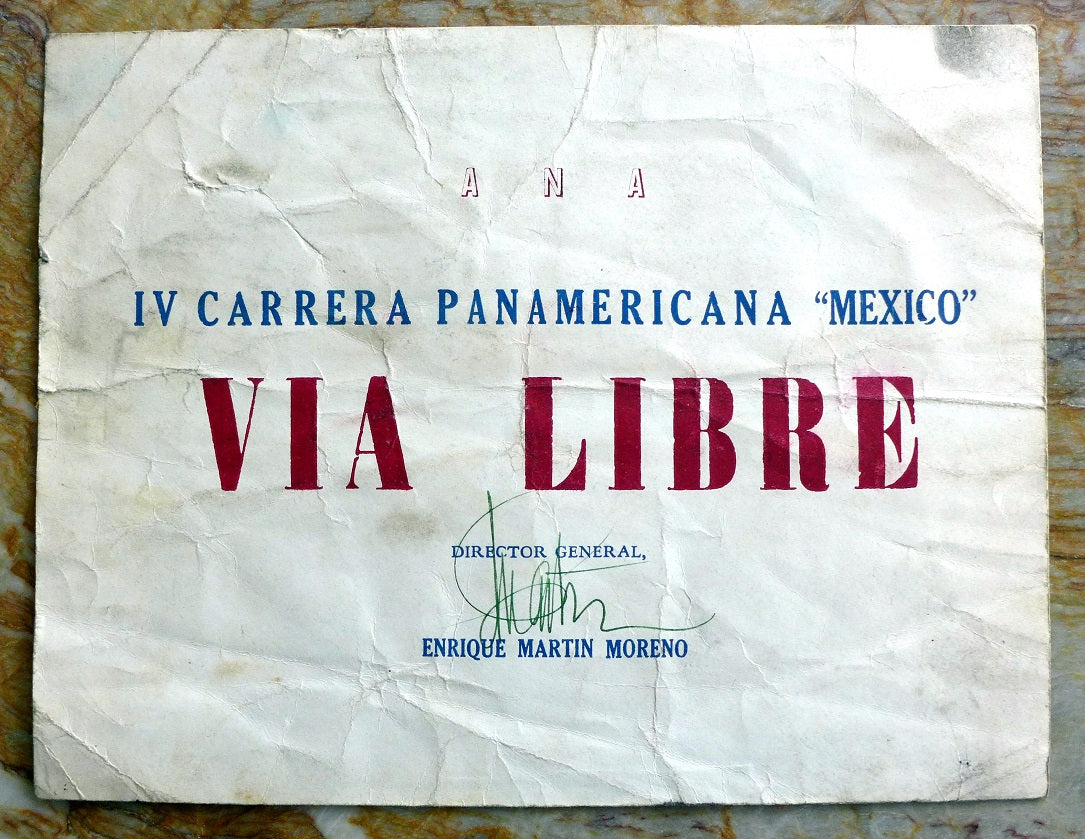 A N A
IV CARRERA PANAMERICANA “MEXICO”
VIA LIBRE
DIRECTOR GENERAL,
ENRIQUE MARTIN MORENO